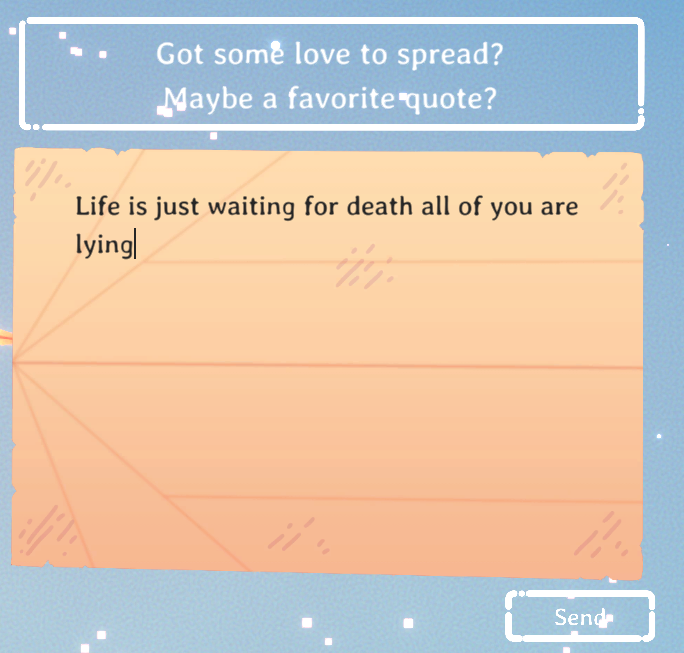 Got some love to spread?
Maybe a favorite quote?
Life is just waiting for death all of you are
lying
Send